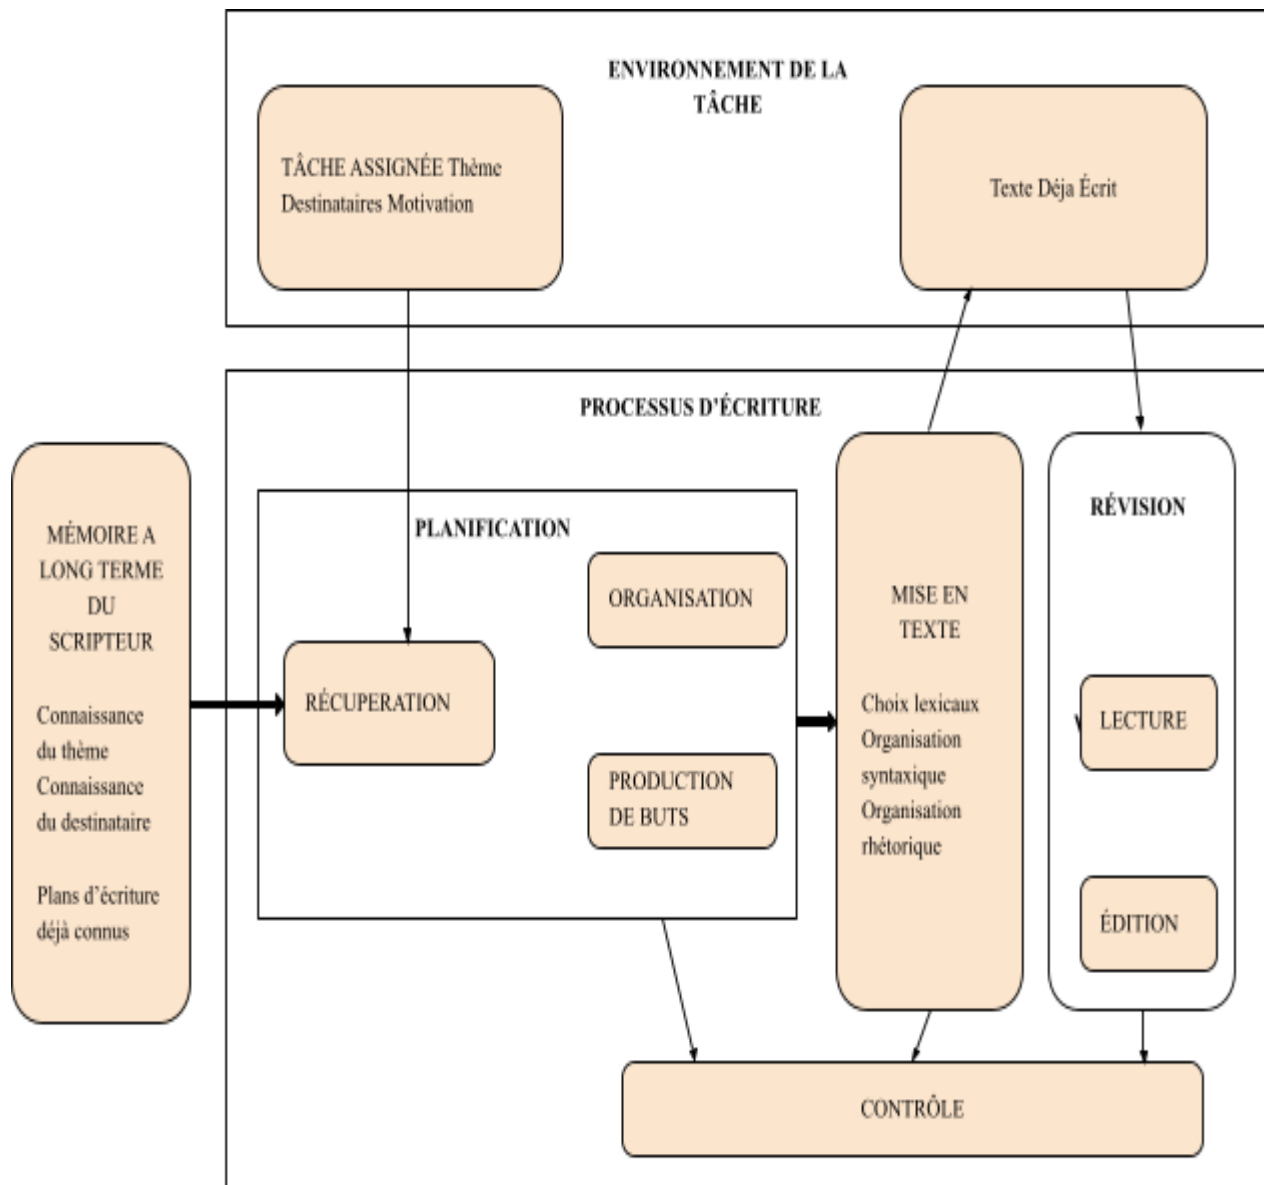 ENVIRONNEMENT DE LA
TÂCHE
TÂCHE ASSIGNÉE Thème
Destinataires Motivation
Texte Déja Écrit
PROCESSUS D'ÉCRITURE
MÉMOIRE A
LONG TERME
DU
SCRIPTEUR
Connaissance
du thème
Connaissance
du destinataire
Plans d'écriture
déjà connus
PLANIFICATION
RÉCUPERATION
ORGANISATION
PRODUCTION
DE BUTS
MISE EN
TEXTE
Choix lexicaux
Organisation
syntaxique
Organisation
rhétorique
RÉVISION
LECTURE
ÉDITION
CONTRÔLE